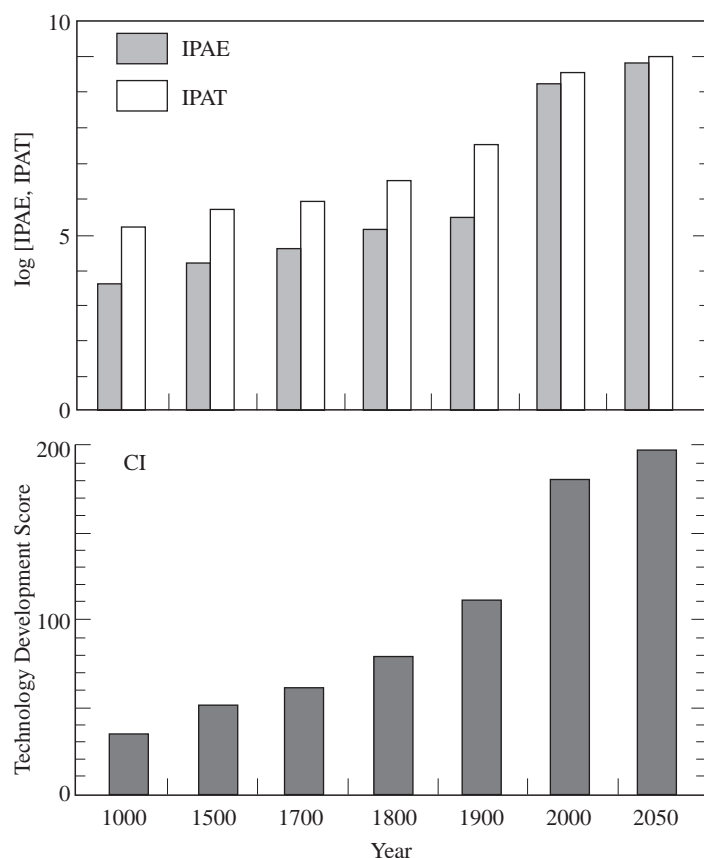 10
IPAE
IPAT
log [IPAE, IPAT]
5
0
200
CI
Technology Development Score
100
0
1000 1500 1700 1800 1900 2000 2050
Year